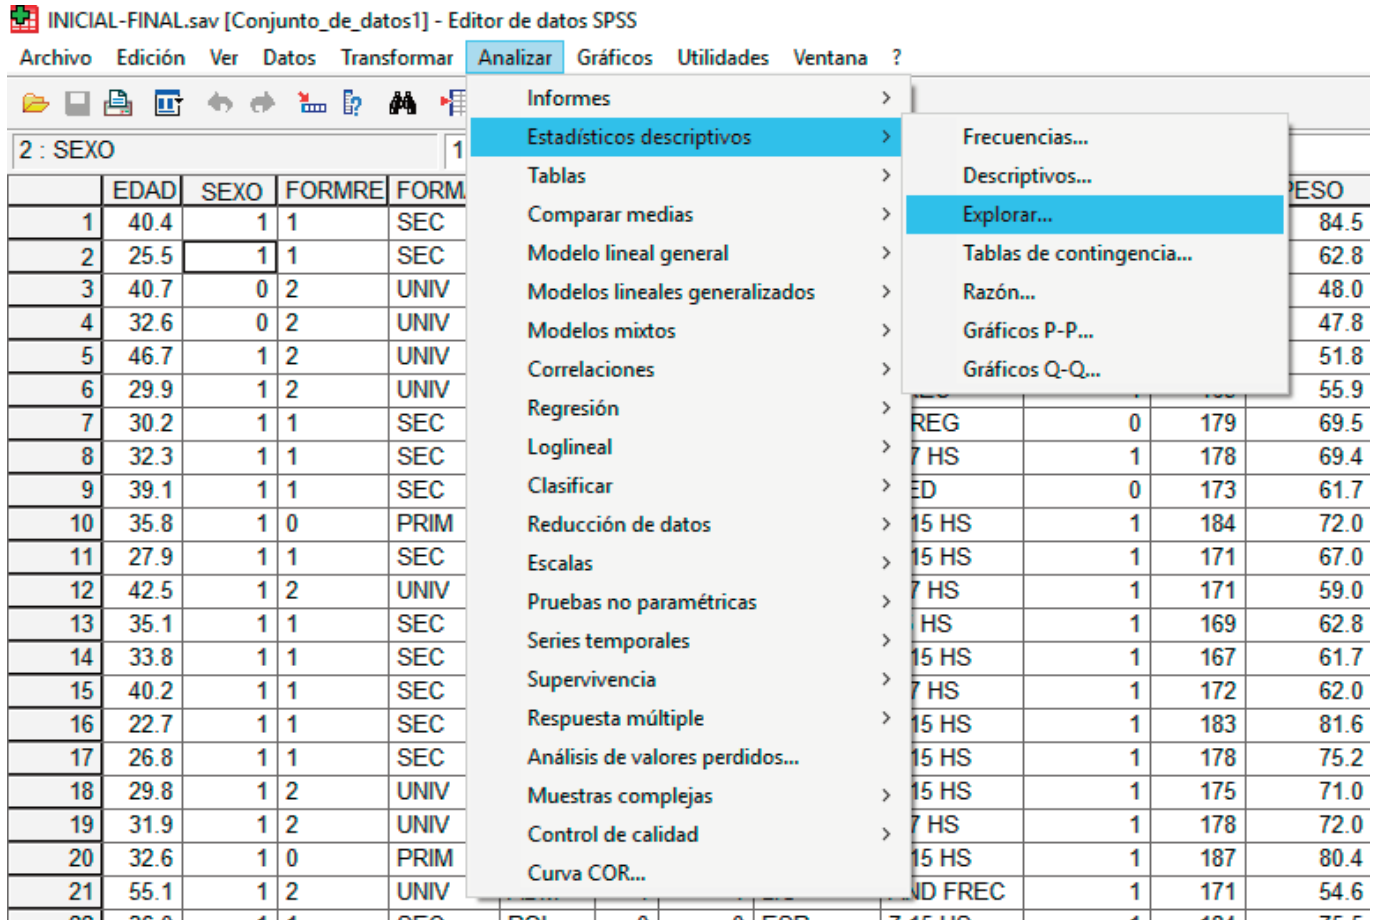 INICIAL-FINAL.sav [Conjunto_de_datos1] - Editor de datos SPSS
Archivo Edición Ver Datos Transformar Analizar Gráficos Utilidades Ventana ?
2 : SEXO 1
EDAD SEXO FORMRE FORM
1 40.4 1 1 SEC 84.5
2 25.5 1 1 SEC 62.8
3 40.7 0 2 UNIV 48.0
4 32.6 0 2 UNIV 47.8
5 46.7 1 2 UNIV 51.8
6 29.9 1 2 UNIV 55.9
7 30.2 1 1 SEC REG 0 179 69.5
8 32.3 1 1 SEC 7 HS 1 178 69.4
9 39.1 1 1 SEC ED 0 173 61.7
10 35.8 1 0 PRIM 15 HS 1 184 72.0
11 27.9 1 1 SEC 15 HS 1 171 67.0
12 42.5 1 2 UNIV 7 HS 1 171 59.0
13 35.1 1 1 SEC HS 1 169 62.8
14 33.8 1 1 SEC 15 HS 1 167 61.7
15 40.2 1 1 SEC 7 HS 1 172 62.0
16 22.7 1 1 SEC 15 HS 1 183 81.6
17 26.8 1 1 SEC 15 HS 1 178 75.2
18 29.8 1 2 UNIV 15 HS 1 175 71.0
19 31.9 1 2 UNIV 7 HS 1 178 72.0
20 32.6 1 0 PRIM 15 HS 1 187 80.4
21 55.1 1 2 UNIV ND FREC 1 171 54.6
Informes
Estadísticos descriptivos
Tablas
Comparar medias
Modelo lineal general
Modelos lineales generalizados
Modelos mixtos
Correlaciones
Regresión
Loglineal
Clasificar
Reducción de datos
Escalas
Pruebas no paramétricas
Series temporales
Supervivencia
Respuesta múltiple
Análisis de valores perdidos...
Muestras complejas
Control de calidad
Curva COR...
Frecuencias...
Descriptivos...
Explorar...
Tablas de contingencia...
Razón...
Gráficos P-P...
Gráficos Q-Q...
PESO